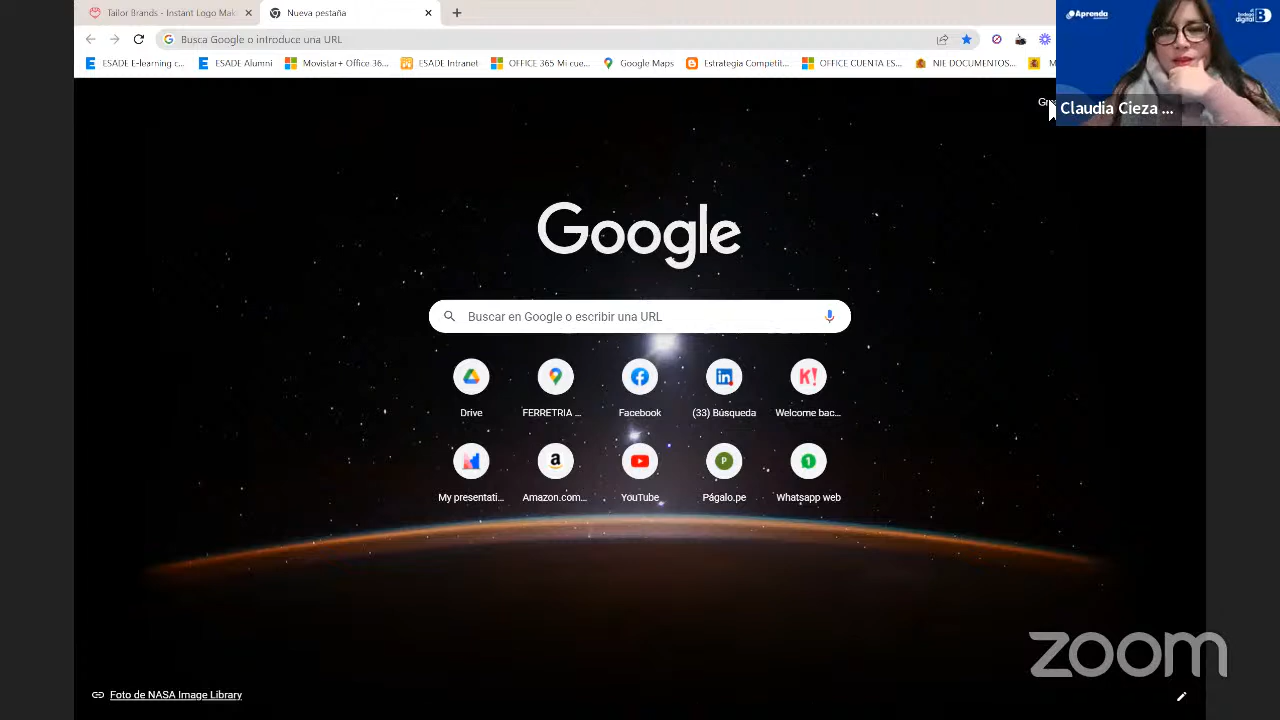 Tailor Brands - Instant Logo Mak
Nueva pestaña
Busca Google o introduce una URL
ESADE E-learning c...
ESADE Alumni
Movistar+ Office 36...
ESADE Intranet
OFFICE 365 Mi cue...
Google Maps
Estrategia Competit...
OFFICE CUENTA ES...
NIE DOCUMENTOS...
M
Aprenda
Bodega
digital B
Claudia Cieza ...
Google
Buscar en Google o escribir una URL
Drive
FERRETRIA ...
Facebook
(33) Búsqueda
Welcome bac...
My presentati...
Amazon.com...
YouTube
Págalo.pe
Whatsapp web
zoom
Foto de NASA Image Library